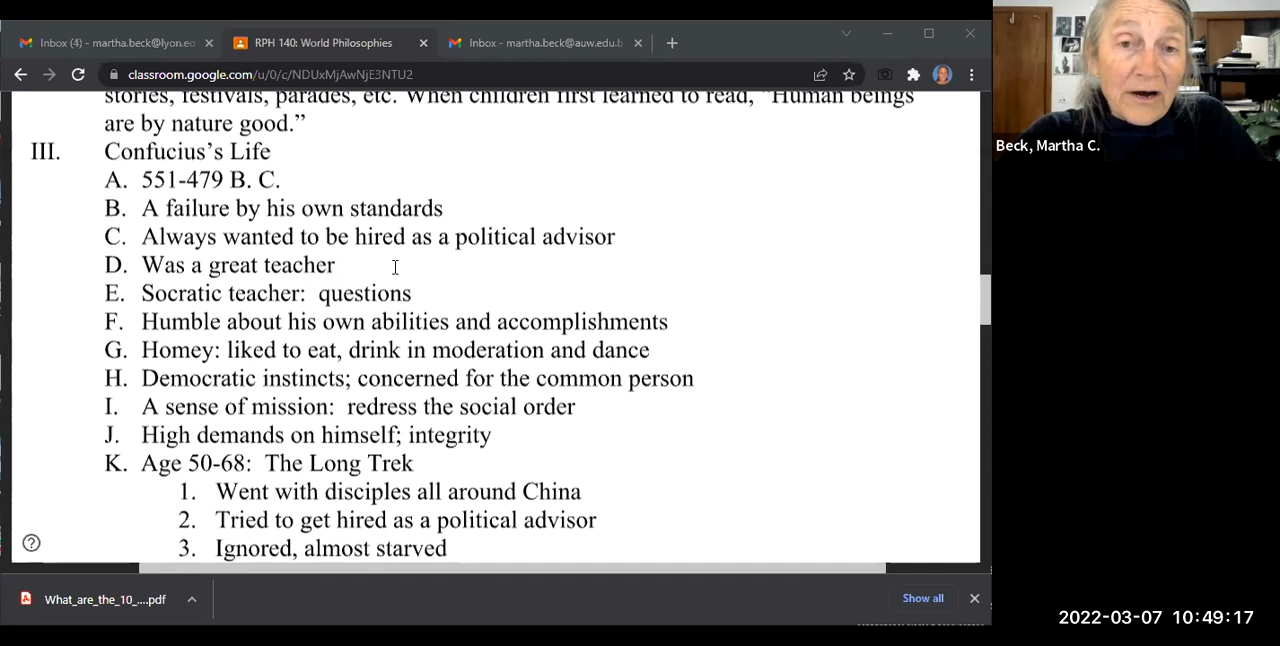 Inbox (4) - martha.beck@lyon.ed
RPH 140: World Philosophies
Inbox - martha.beck@auw.edu.b
classroom.google.com/u/0/c/NDUxMjAwNjE3NTU2
stories, festivals, parades, etc. When children first learned to read, "Human beings
are by nature good."
III. Confucius's Life
A. 551-479 B. C.
B. A failure by his own standards
C. Always wanted to be hired as a political advisor
D. Was a great teacher
E. Socratic teacher: questions
F. Humble about his own abilities and accomplishments
G. Homey: liked to eat, drink in moderation and dance
H. Democratic instincts; concerned for the common person
I. A sense of mission: redress the social order
J. High demands on himself; integrity
K. Age 50-68: The Long Trek
1. Went with disciples all around China
2. Tried to get hired as a political advisor
3. Ignored, almost starved
What_are_the_10_....pdf
Show all
Beck, Martha C.
2022-03-07 10:49:17